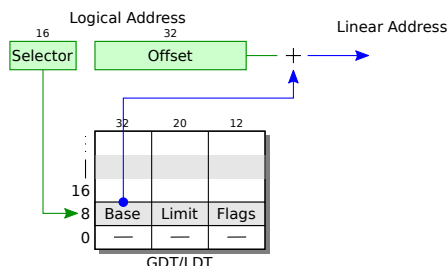 Logical Address
16 32
Linear Address
Selector Offset +
32 20 12
16
8 Base Limit Flags
0 — — —
GDT/LDT